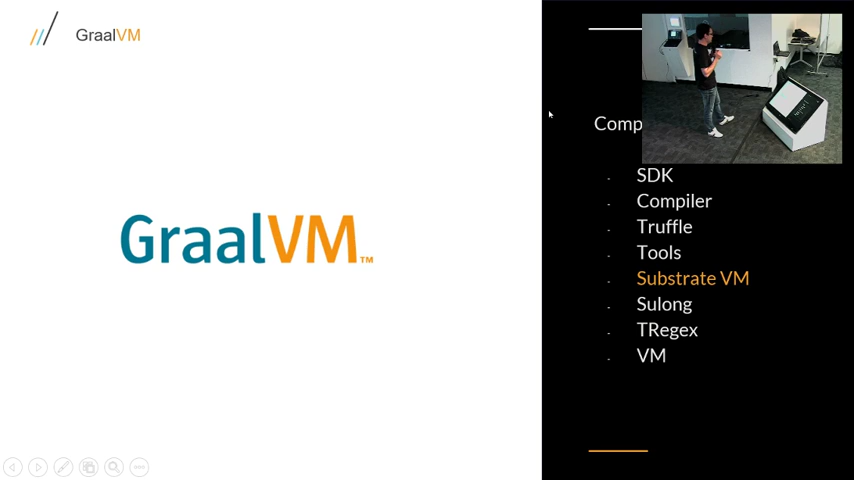 GraalVM
GraalVM™
Comp
- SDK
- Compiler
- Truffle
- Tools
- Substrate VM
- Sulong
- TRegex
- VM